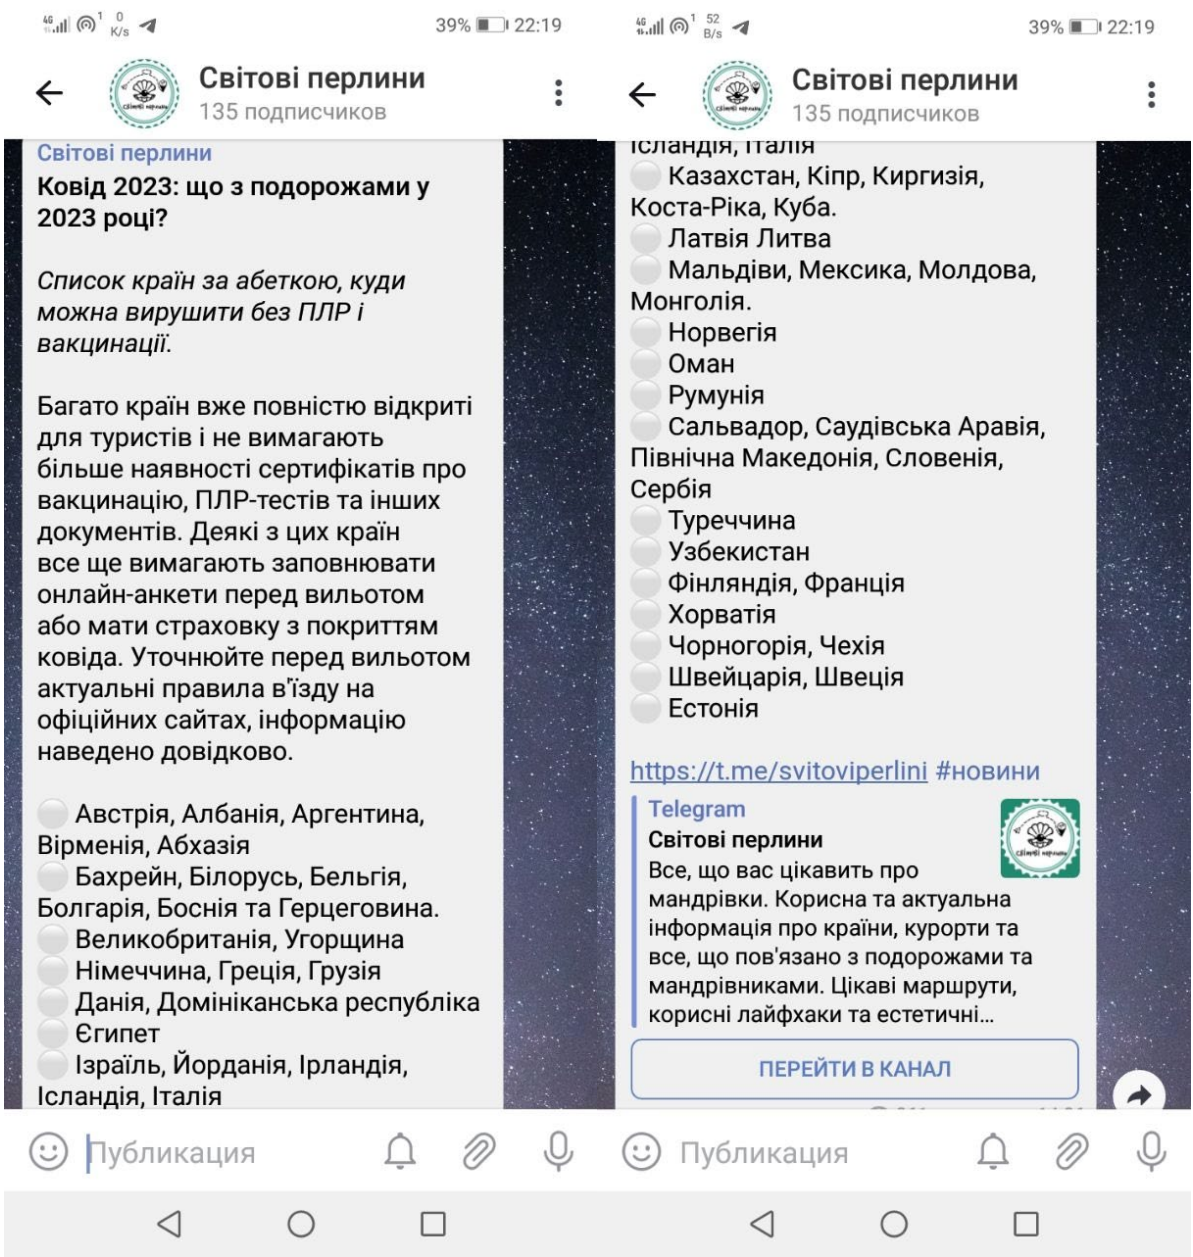 4G 1 0 K/s 39% 22:19
Світові перлини
135 подписчиков
Світові перлини
Ковід 2023: що з подорожами у
2023 році?
Список країн за абеткою, куди
можна вирушити без ПЛР і
вакцинації.
Багато країн вже повністю відкриті
для туристів і не вимагають
більше наявності сертифікатів про
вакцинацію, ПЛР-тестів та інших
документів. Деякі з цих країн
все ще вимагають заповнювати
онлайн-анкети перед вильотом
або мати страховку з покриттям
ковіда. Уточнюйте перед вильотом
актуальні правила в'їзду на
офіційних сайтах, інформацію
наведено довідково.
Австрія, Албанія, Аргентина,
Вірменія, Абхазія
Бахрейн, Білорусь, Бельгія,
Болгарія, Боснія та Герцеговина.
Великобританія, Угорщина
Німеччина, Греція, Грузія
Данія, Домініканська республіка
Єгипет
Ізраїль, Йорданія, Ірландія,
Ісландія, Італія
Публикация
4G 1 52 B/s 39% 22:19
Світові перлини
135 подписчиков
Ісландія, Італія
Казахстан, Кіпр, Киргизія,
Коста-Ріка, Куба.
Латвія Литва
Мальдіви, Мексика, Молдова,
Монголія.
Норвегія
Оман
Румунія
Сальвадор, Саудівська Аравія,
Північна Македонія, Словенія,
Сербія
Туреччина
Узбекистан
Фінляндія, Франція
Хорватія
Чорногорія, Чехія
Швейцарія, Швеція
Естонія
https://t.me/svitoviperlini #новини
Telegram
Світові перлини
Все, що вас цікавить про
мандрівки. Корисна та актуальна
інформація про країни, курорти та
все, що пов'язано з подорожами та
мандрівниками. Цікаві маршрути,
корисні лайфхаки та естетичні...
ПЕРЕЙТИ В КАНАЛ
Публикация